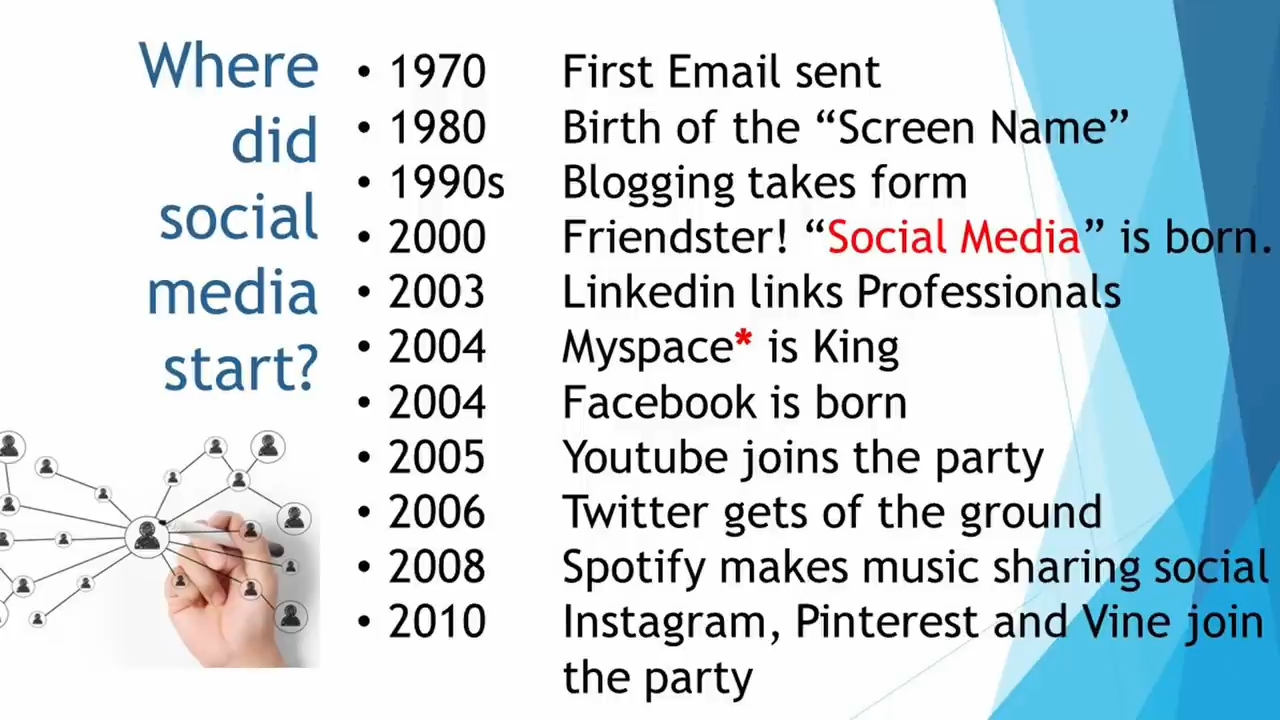 Where
did
social
media
start?
• 1970 First Email sent
• 1980 Birth of the “Screen Name”
• 1990s Blogging takes form
• 2000 Friendster! “Social Media” is born.
• 2003 Linkedin links Professionals
• 2004 Myspace* is King
• 2004 Facebook is born
• 2005 Youtube joins the party
• 2006 Twitter gets of the ground
• 2008 Spotify makes music sharing social
• 2010 Instagram, Pinterest and Vine join
the party